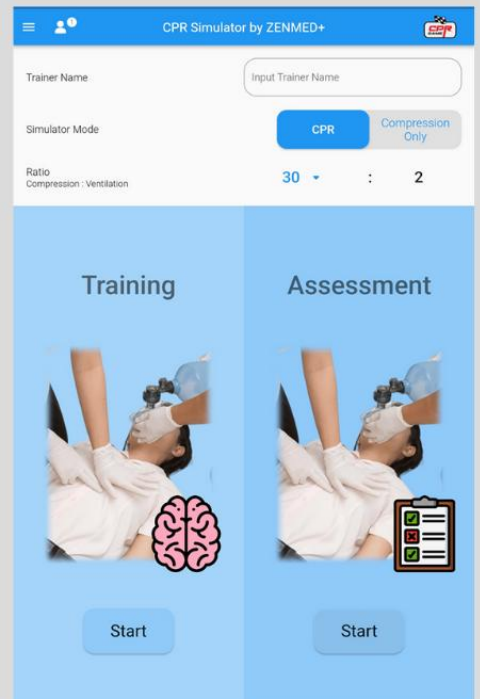 1
CPR Simulator by ZENMED+
CPR
Trainer Name
Input Trainer Name
Simulator Mode
CPR
Compression
Only
Ratio
Compression : Ventilation
30 : 2
Training
Assessment
Start
Start